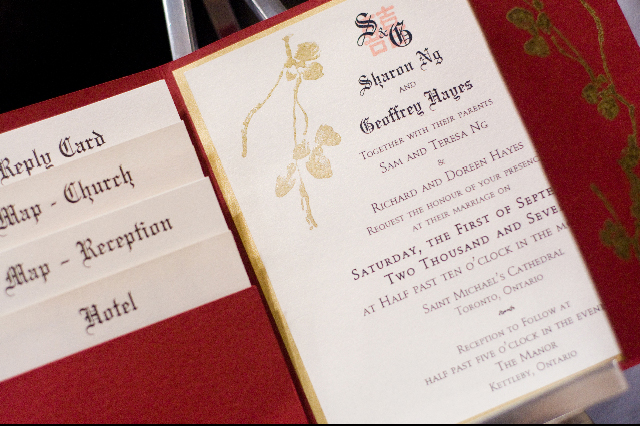 Reply Card
Map - Church
Map - Reception
Hotel
S&G
囍
Sharon Ng
AND
Geoffrey Hayes
Together with their parents
Sam and Teresa Ng
&
Richard and Doreen Hayes
Request the honour of your presence
at their marriage on
Saturday, the First of Septe
Two Thousand and Seve
at Half past ten o'clock in the m
Saint Michael's Cathedral
Toronto, Ontario
Reception to Follow at
half past five o'clock in the even
The Manor
Kettleby, Ontario